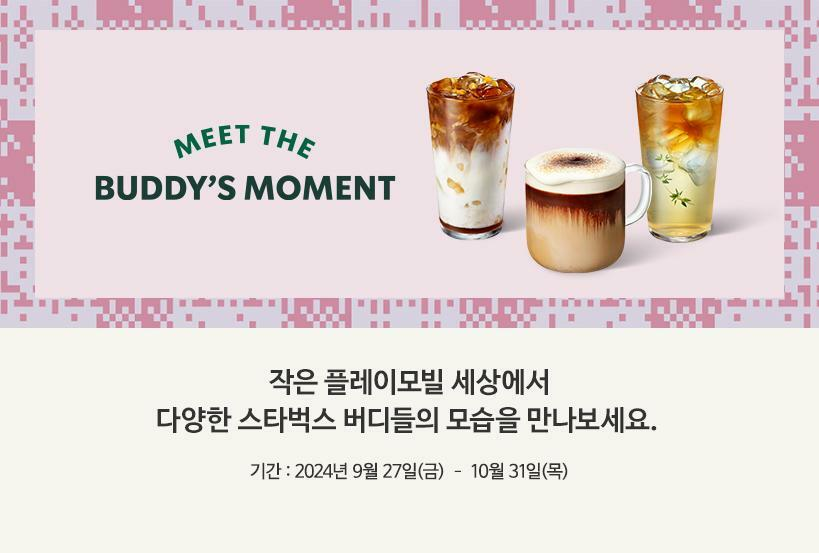 MEET THE
BUDDY'S MOMENT
작은 플레이모빌 세상에서
다양한 스타벅스 버디들의 모습을 만나보세요.
기간 : 2024년 9월 27일(금) - 10월 31일(목)